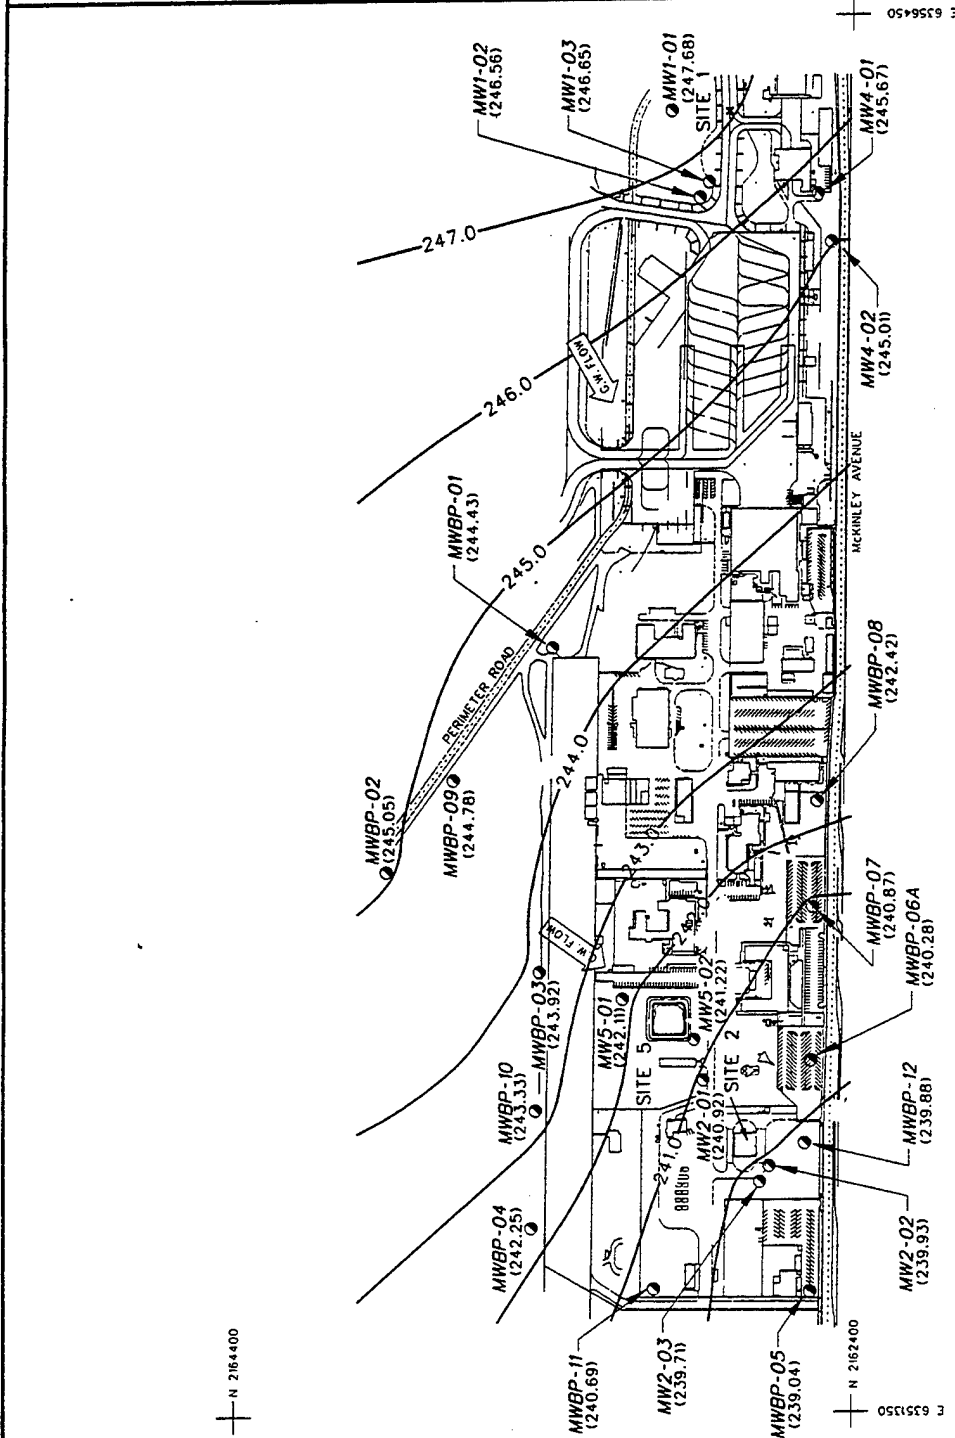 E 6356450
MW1-02
(246.56)
MW1-03
(246.65)
MW1-01
(247.68)
SITE 1
MW4-01
(245.67)
247.0
MW4-02
(245.01)
G.W. FLOW
246.0
McKINLEY AVENUE
MWBP-01
(244.43)
245.0
PERIMETER ROAD
MWBP-08
(242.42)
244.0
MWBP-02
(245.05)
MWBP-09
(244.78)
243.0
MWBP-07
(240.87)
MWBP-06A
(240.28)
W. FLOW
MWBP-03
(243.92)
MW5-01
(242.11)
MW5-02
(241.22)
SITE 5
SITE 2
MWBP-10
(243.33)
MW2-01
(240.92)
MWBP-12
(239.88)
241.0
MWBP-04
(242.25)
MW2-02
(239.93)
MWBP-11
(240.69)
MW2-03
(239.71)
MWBP-05
(239.04)
N 2164400
N 2162400
E 6351350